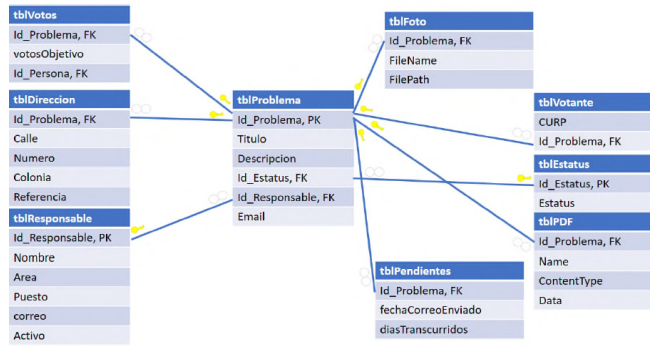 tblVotos
Id_Problema, FK
votosObjetivo
Id_Persona, FK
tblDireccion
Id_Problema, FK
Calle
Numero
Colonia
Referencia
tblResponsable
Id_Responsable, PK
Nombre
Area
Puesto
correo
Activo
tblProblema
Id_Problema, PK
Titulo
Descripcion
Id_Estatus, FK
Id_Responsable, FK
Email
tblFoto
Id_Problema, FK
FileName
FilePath
tblPendientes
Id_Problema, FK
fechaCorreoEnviado
diasTranscurridos
tblVotante
CURP
Id_Problema, FK
tblEstatus
Id_Estatus, PK
Estatus
tblPDF
Id_Problema, FK
Name
ContentType
Data